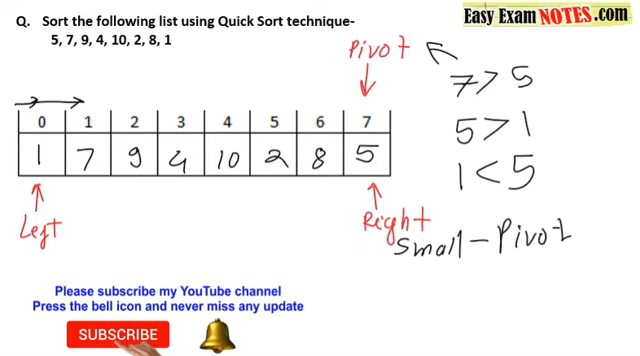 Easy Exam NOTES.com
Q. Sort the following list using Quick Sort technique-
5, 7, 9, 4, 10, 2, 8, 1
Pivot
7 > 5
5 > 1
1 < 5
0 1 2 3 4 5 6 7
1 7 9 4 10 2 8 5
Left
Right
Small - Pivot
Please subscribe my YouTube channel
Press the bell icon and never miss any update
SUBSCRIBE